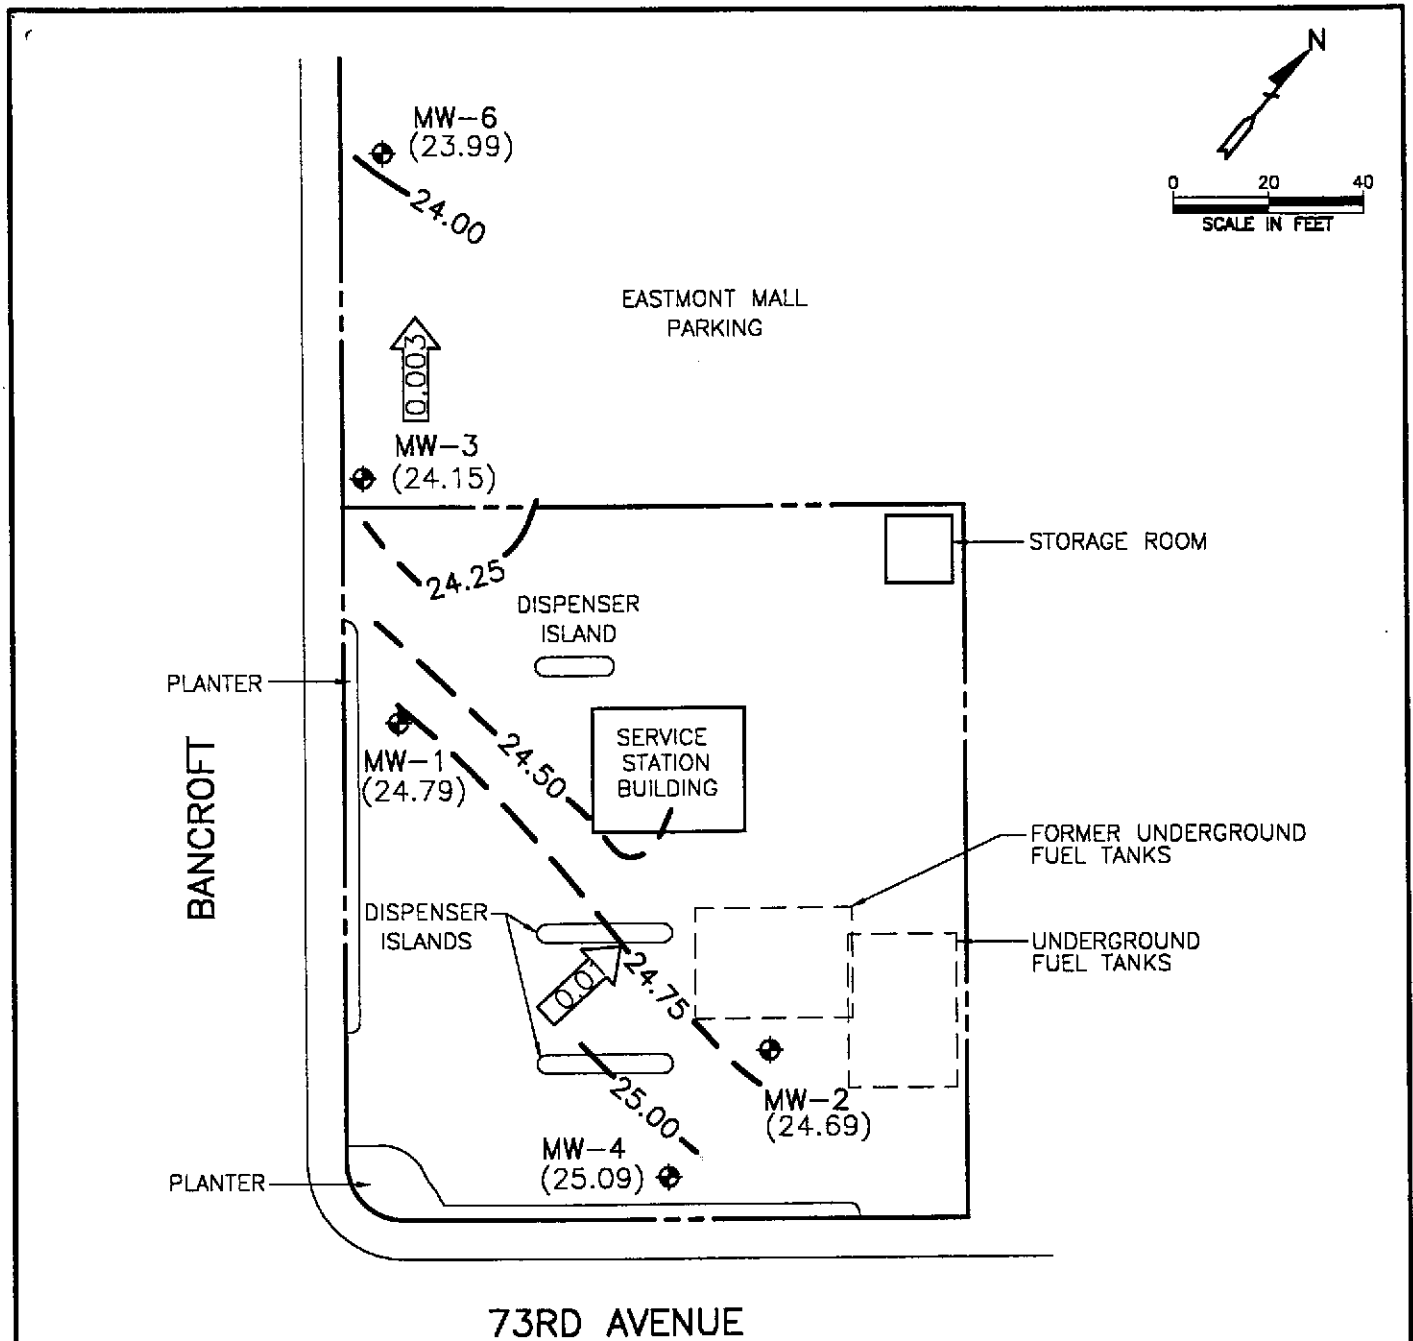 N
0 20 40
SCALE IN FEET
MW-6
(23.99)
24.00
EASTMONT MALL
PARKING
0.003
MW-3
(24.15)
STORAGE ROOM
24.25
DISPENSER
ISLAND
PLANTER
BANCROFT
MW-1
(24.79)
24.50
SERVICE
STATION
BUILDING
FORMER UNDERGROUND
FUEL TANKS
DISPENSER
ISLANDS
UNDERGROUND
FUEL TANKS
24.75
25.00
MW-2
(24.69)
MW-4
(25.09)
PLANTER
73RD AVENUE